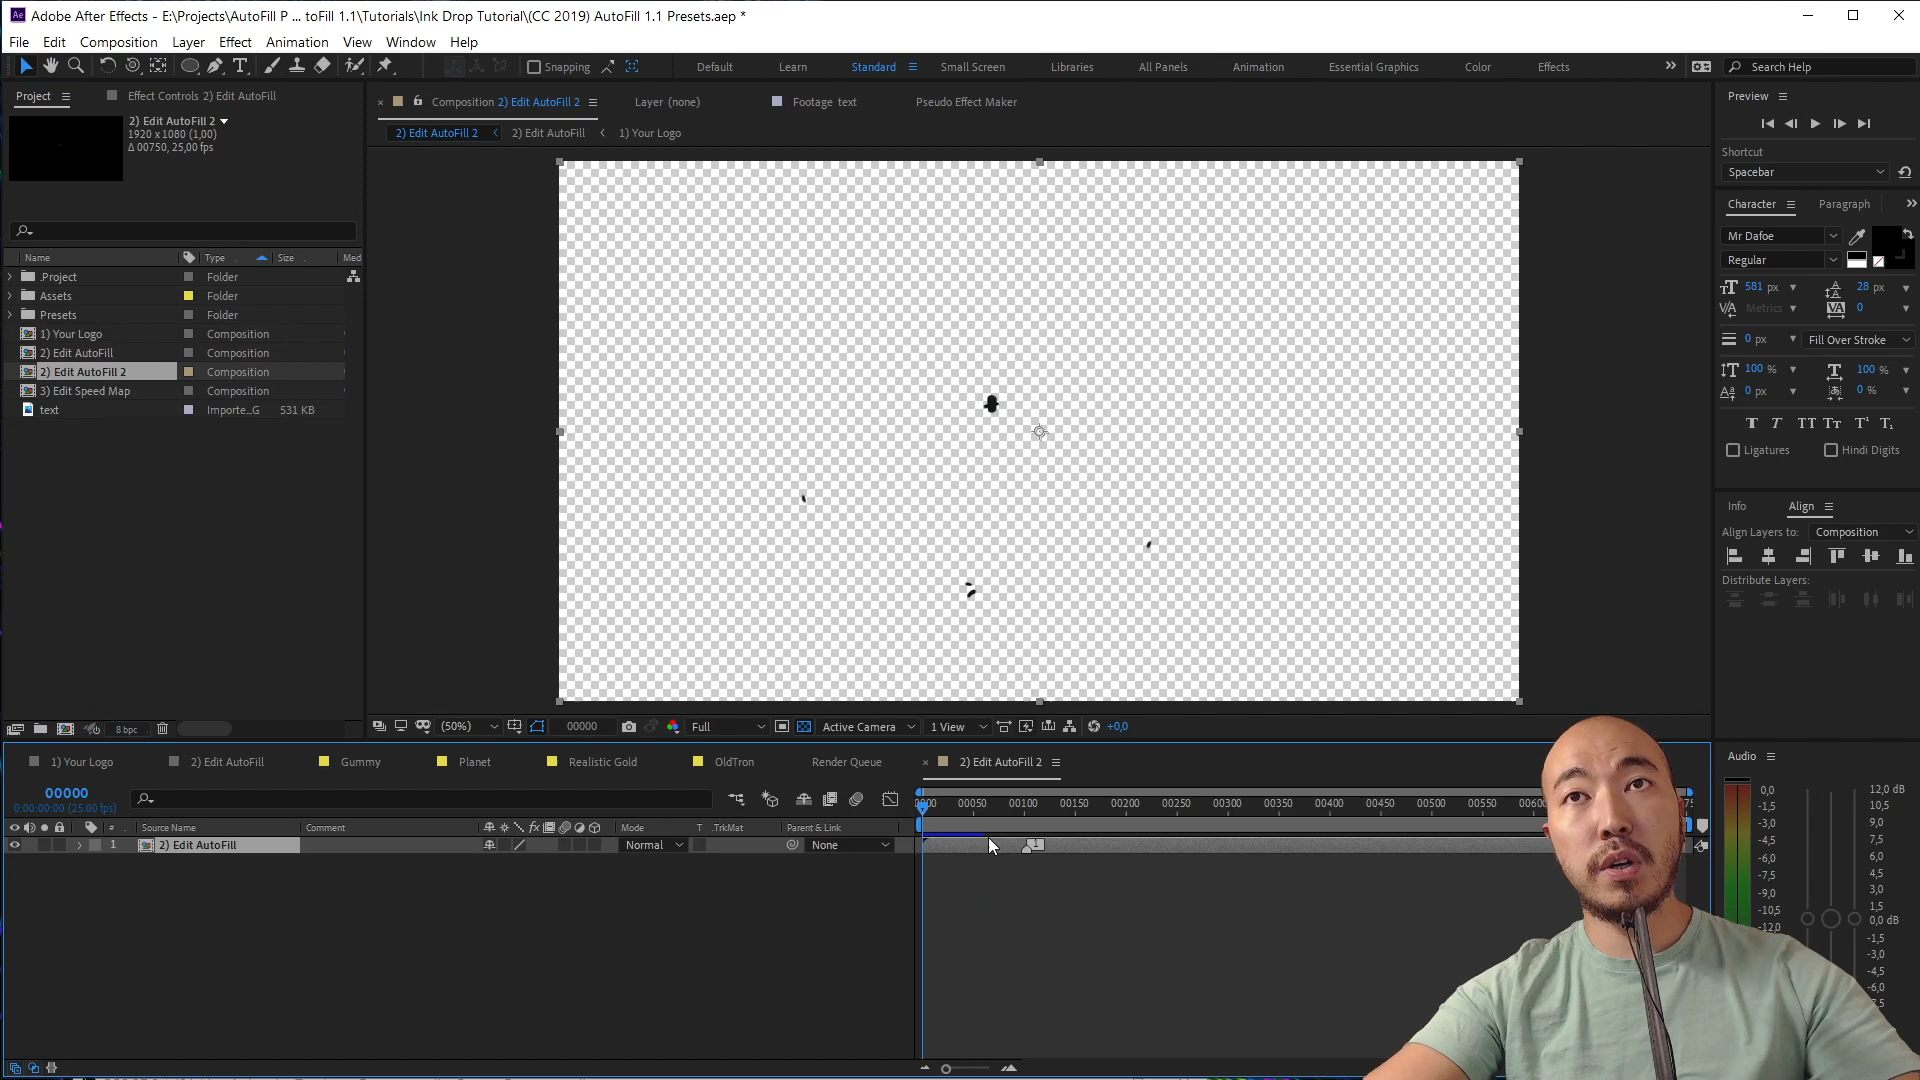 Adobe After Effects - E:\Projects\AutoFill P ... toFill 1.1\Tutorials\Ink Drop Tutorial\(CC 2019) AutoFill 1.1 Presets.aep *
File Edit Composition Layer Effect Animation View Window Help
Snapping Default Learn Standard Small Screen Libraries All Panels Animation Essential Graphics Color Effects Search Help
Project Effect Controls 2) Edit AutoFill
Composition 2) Edit AutoFill 2 Layer (none) Footage text Pseudo Effect Maker
Preview
2) Edit AutoFill 2
1920 x 1080 (1,00)
Δ 00750, 25,00 fps
2) Edit AutoFill 2 2) Edit AutoFill 1) Your Logo
Shortcut
Spacebar
Character Paragraph
Mr Dafoe
Regular
581 px 28 px
Metrics 0
0 px Fill Over Stroke
100 % 100 %
0 px 0 %
Ligatures Hindi Digits
Info Align
Align Layers to: Composition
Distribute Layers:
Name Type Size Med
.Project Folder
Assets Folder
Presets Folder
1) Your Logo Composition
2) Edit AutoFill Composition
2) Edit AutoFill 2 Composition
3) Edit Speed Map Composition
text Importe...G 531 KB
8 bpc
(50%) 00000 Full Active Camera 1 View +0,0
1) Your Logo 2) Edit AutoFill Gummy Planet Realistic Gold OldTron Render Queue 2) Edit AutoFill 2
Audio
00000
0:00:00:00 (25.00 fps)
00050 00100 00150 00200 00250 00300 00350 00400 00450 00500 00550
# Source Name Comment Mode T .TrkMat Parent & Link
1 2) Edit AutoFill Normal None
1
0,0
-1,5
-3,0
-4,5
-6,0
-7,5
-9,0
-10,5
-12,0
12,0 dB
9,0
7,5
6,0
4,5
3,0
1,5
0,0 dB
-1,5
-3,0
-4,5
-6,0